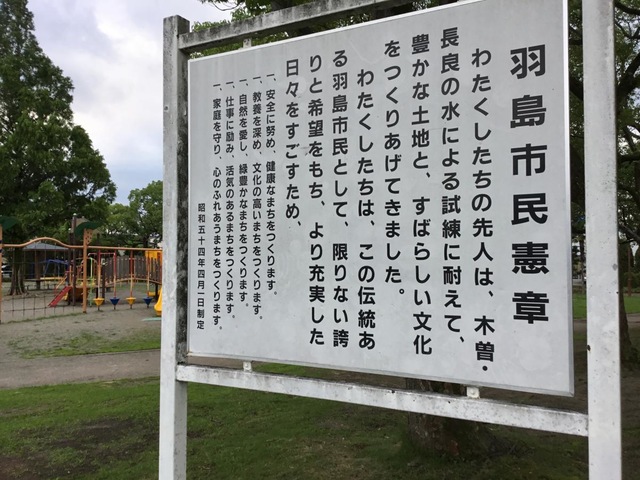 羽島市民憲章
わたくしたちの先人は、木曽・
長良の水による試練に耐えて、
豊かな土地と、すばらしい文化
をつくりあげてきました。
わたくしたちは、この伝統あ
る羽島市民として、限りない誇
りと希望をもち、より充実した
日々をすごすため、
一、安全に努め、健康なまちをつくります。
一、教養を深め、文化の高いまちをつくります。
一、自然を愛し、緑豊かなまちをつくります。
一、仕事に励み、活気のあるまちをつくります。
一、家庭を守り、心のふれあうまちをつくります。
昭和五十四年四月一日制定